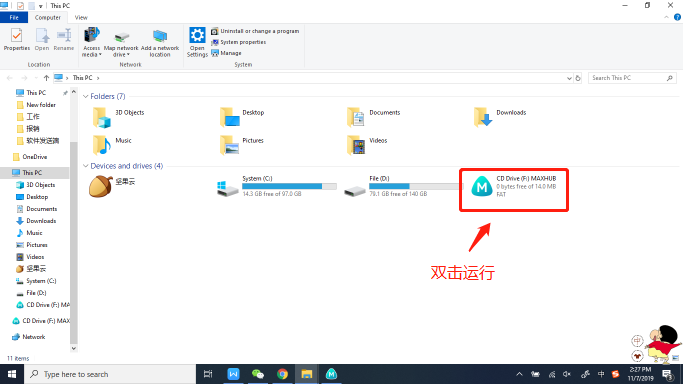 This PC
File Computer View
Properties Open Rename
Access media Map network drive Add a network location
Open Settings
Uninstall or change a program
System properties
Manage
Location Network System
This PC
Search This PC
This PC
New folder
工作
报销
软件发送端
OneDrive
This PC
3D Objects
Desktop
Documents
Downloads
Music
Pictures
Videos
坚果云
System (C:)
File (D:)
CD Drive (F:) MAXH
CD Drive (F:) MAX
Network
Folders (7)
3D Objects
Desktop
Documents
Downloads
Music
Pictures
Videos
Devices and drives (4)
坚果云
System (C:)
14.3 GB free of 97.0 GB
File (D:)
79.1 GB free of 140 GB
CD Drive (F:) MAXHUB
0 bytes free of 14.0 MB
FAT
双击运行
11 items
中
Type here to search
中
2:27 PM
11/7/2019